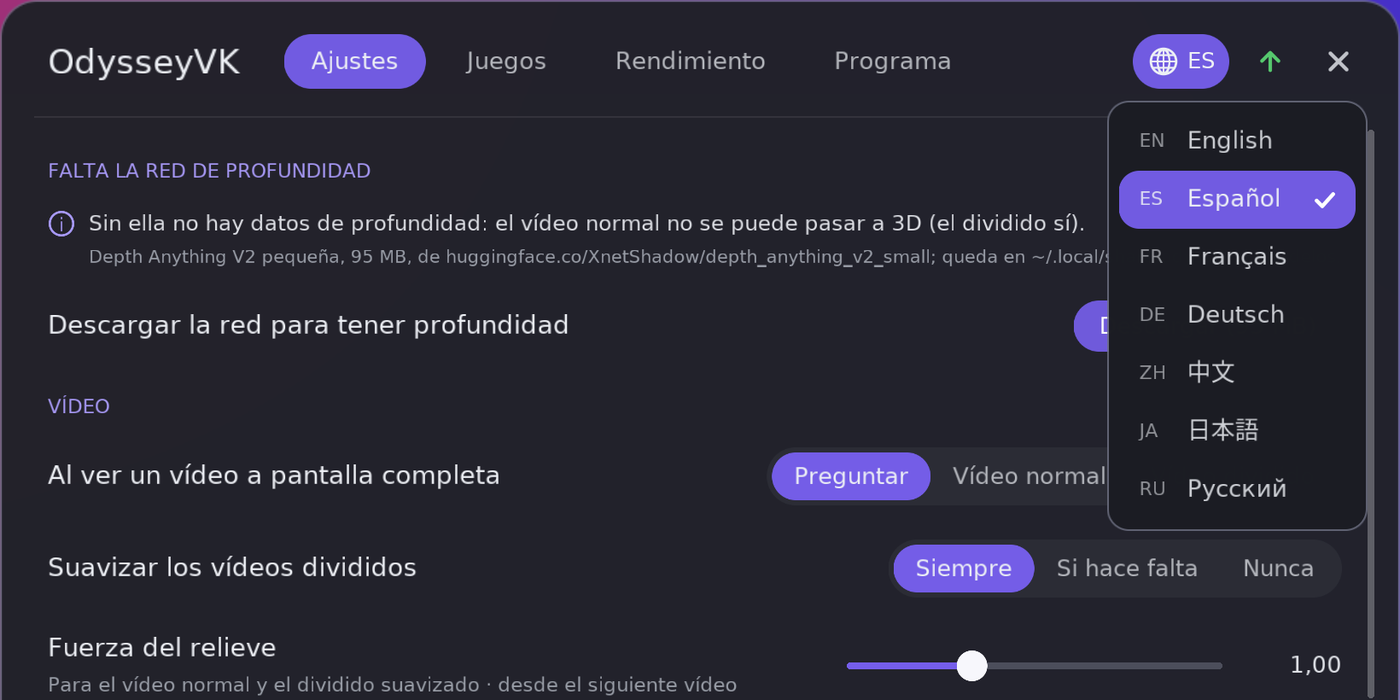 OdysseyVK
Ajustes
Juegos
Rendimiento
Programa
ES
EN English
ES Español
FR Français
DE Deutsch
ZH 中文
JA 日本語
RU Русский
FALTA LA RED DE PROFUNDIDAD
Sin ella no hay datos de profundidad: el vídeo normal no se puede pasar a 3D (el dividido sí).
Depth Anything V2 pequeña, 95 MB, de huggingface.co/XnetShadow/depth_anything_v2_small; queda en ~/.local/
Descargar la red para tener profundidad
VÍDEO
Al ver un vídeo a pantalla completa
Preguntar
Vídeo normal
Suavizar los vídeos divididos
Siempre
Si hace falta
Nunca
Fuerza del relieve
1,00
Para el vídeo normal y el dividido suavizado · desde el siguiente vídeo